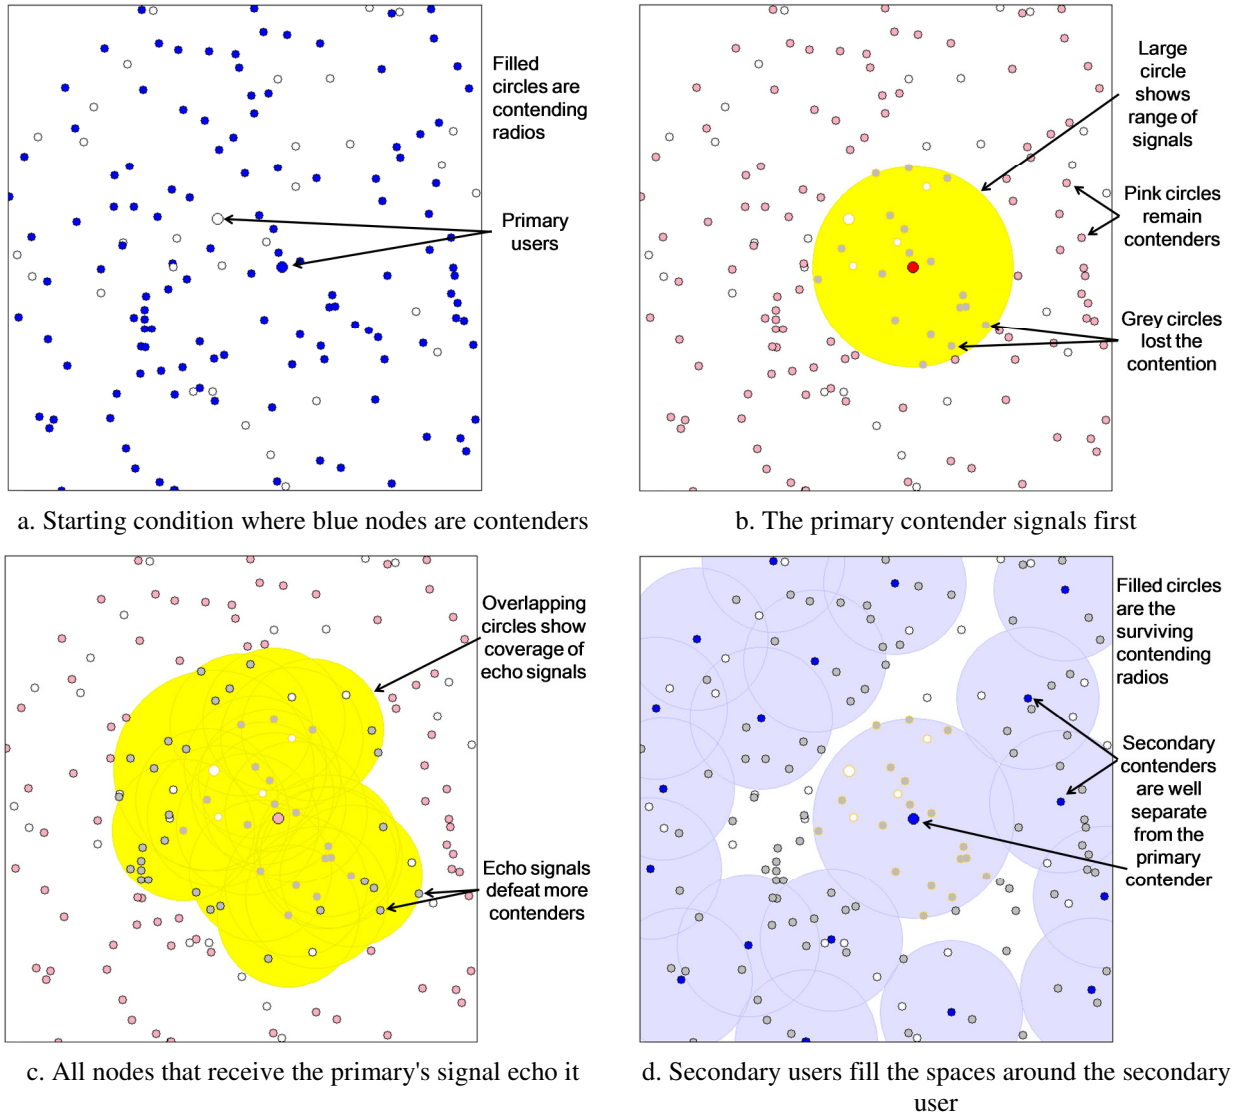 Filled
circles are
contending
radios
Primary
users
a. Starting condition where blue nodes are contenders
Large
circle
shows
range of
signals
Pink circles
remain
contenders
Grey circles
lost the
contention
b. The primary contender signals first
Overlapping
circles show
coverage of
echo signals
Echo signals
defeat more
contenders
c. All nodes that receive the primary's signal echo it
Filled circles
are the
surviving
contending
radios
Secondary
contenders
are well
separate
from the
primary
contender
d. Secondary users fill the spaces around the secondary
user